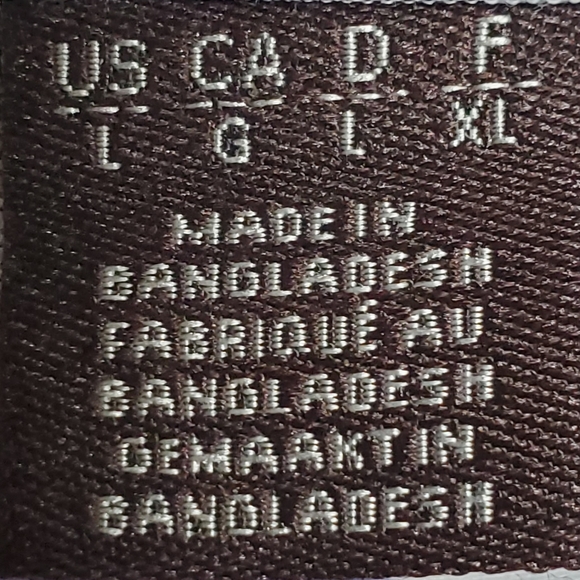 US CA D F
L G L XL
MADE IN
BANGLADESH
FABRIQUÉ AU
BANGLADESH
GEMAAKT IN
BANGLADESH